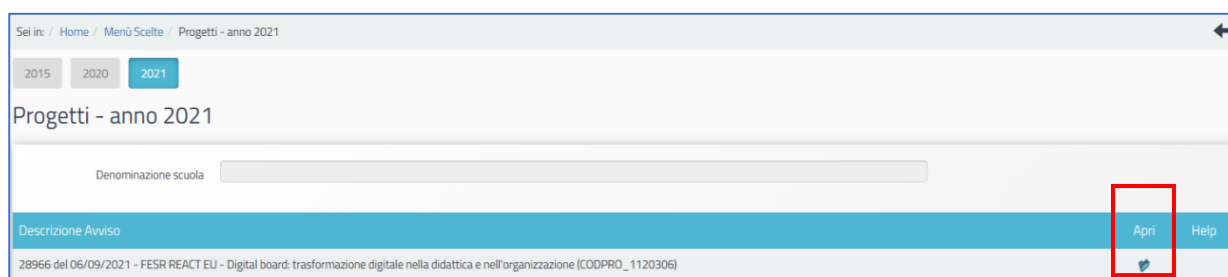 Sei in: / Home / Menù Scelte / Progetti - anno 2021
2015 2020 2021
Progetti - anno 2021
Denominazione scuola
Descrizione Avviso Apri Help
28966 del 06/09/2021 - FESR REACT EU - Digital board: trasformazione digitale nella didattica e nell'organizzazione (CODPRO_1120306)